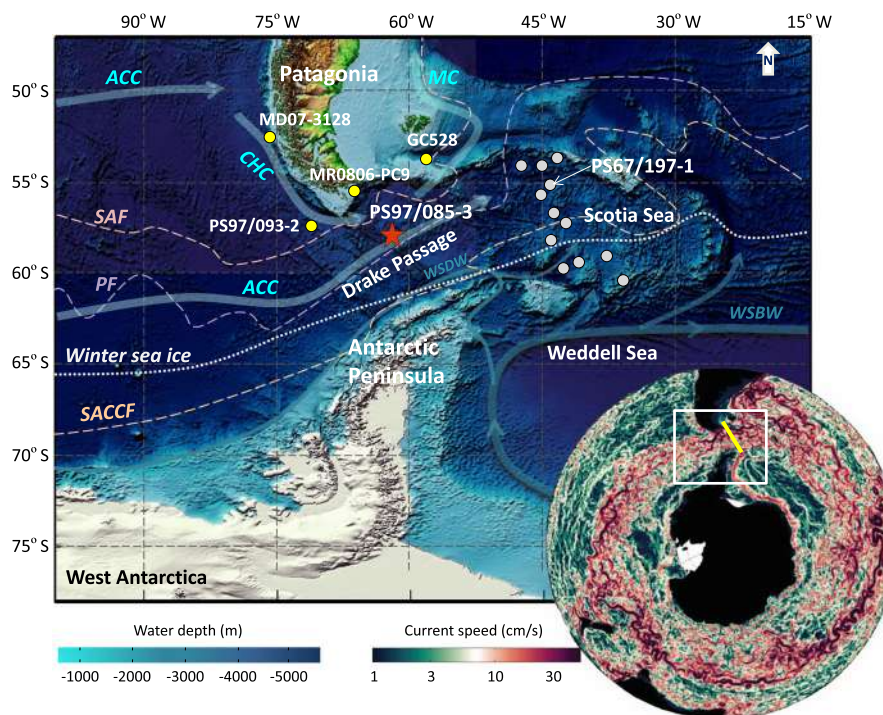 90° W 75° W 60° W 45° W 30° W 15° W
N
Patagonia
MC
ACC
50° S
MD07-3128
GC528
CHC
PS67/197-1
MR0806-PC9
55° S
PS97/085-3
SAF
Scotia Sea
PS97/093-2
Drake Passage
60° S
WSDW
PF
ACC
WSBW
Winter sea ice
Antarctic
Peninsula
Weddell Sea
65° S
SACCF
70° S
75° S
West Antarctica
Water depth (m)
-1000 -2000 -3000 -4000 -5000
Current speed (cm/s)
1 3 10 30